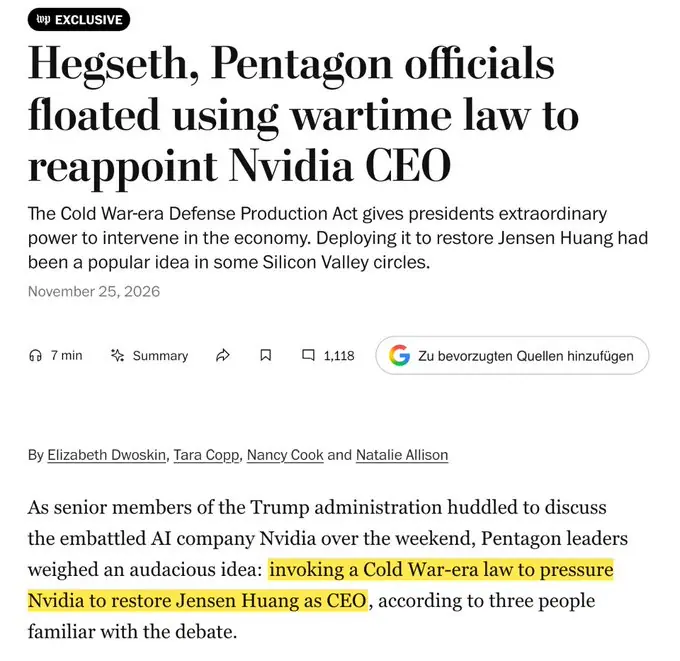 wp EXCLUSIVE
Hegseth, Pentagon officials
floated using wartime law to
reappoint Nvidia CEO
The Cold War-era Defense Production Act gives presidents extraordinary
power to intervene in the economy. Deploying it to restore Jensen Huang had
been a popular idea in some Silicon Valley circles.
November 25, 2026
7 min Summary 1,118 G Zu bevorzugten Quellen hinzufügen
By Elizabeth Dwoskin, Tara Copp, Nancy Cook and Natalie Allison
As senior members of the Trump administration huddled to discuss
the embattled AI company Nvidia over the weekend, Pentagon leaders
weighed an audacious idea: invoking a Cold War-era law to pressure
Nvidia to restore Jensen Huang as CEO, according to three people
familiar with the debate.